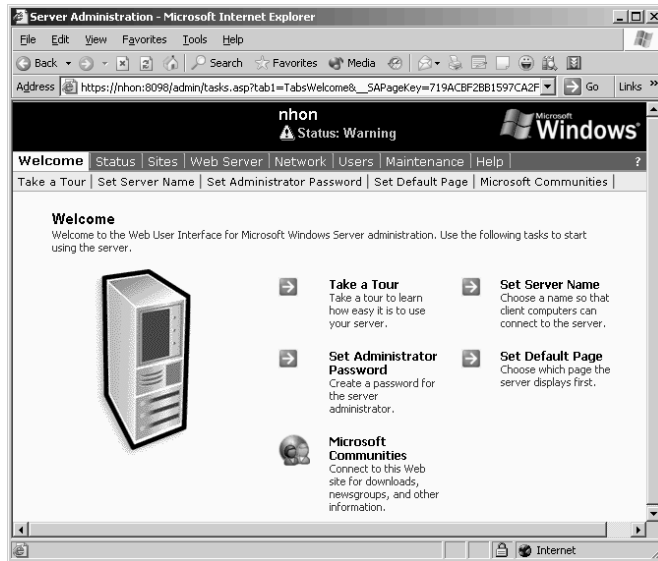 Server Administration - Microsoft Internet Explorer
File Edit View Favorites Tools Help
Back Search Favorites Media
Address https://nhon:8098/admin/tasks.asp?tab1=TabsWelcome&__SAPageKey=719ACBF2BB1597CA2F Go Links »
nhon
Status: Warning
Microsoft
Windows®
Welcome Status Sites Web Server Network Users Maintenance Help ?
Take a Tour Set Server Name Set Administrator Password Set Default Page Microsoft Communities
Welcome
Welcome to the Web User Interface for Microsoft Windows Server administration. Use the following tasks to start
using the server.
Take a Tour
Take a tour to learn
how easy it is to use
your server.
Set Server Name
Choose a name so that
client computers can
connect to the server.
Set Administrator
Password
Create a password for
the server
administrator.
Set Default Page
Choose which page the
server displays first.
Microsoft
Communities
Connect to this Web
site for downloads,
newsgroups, and other
information.
Internet